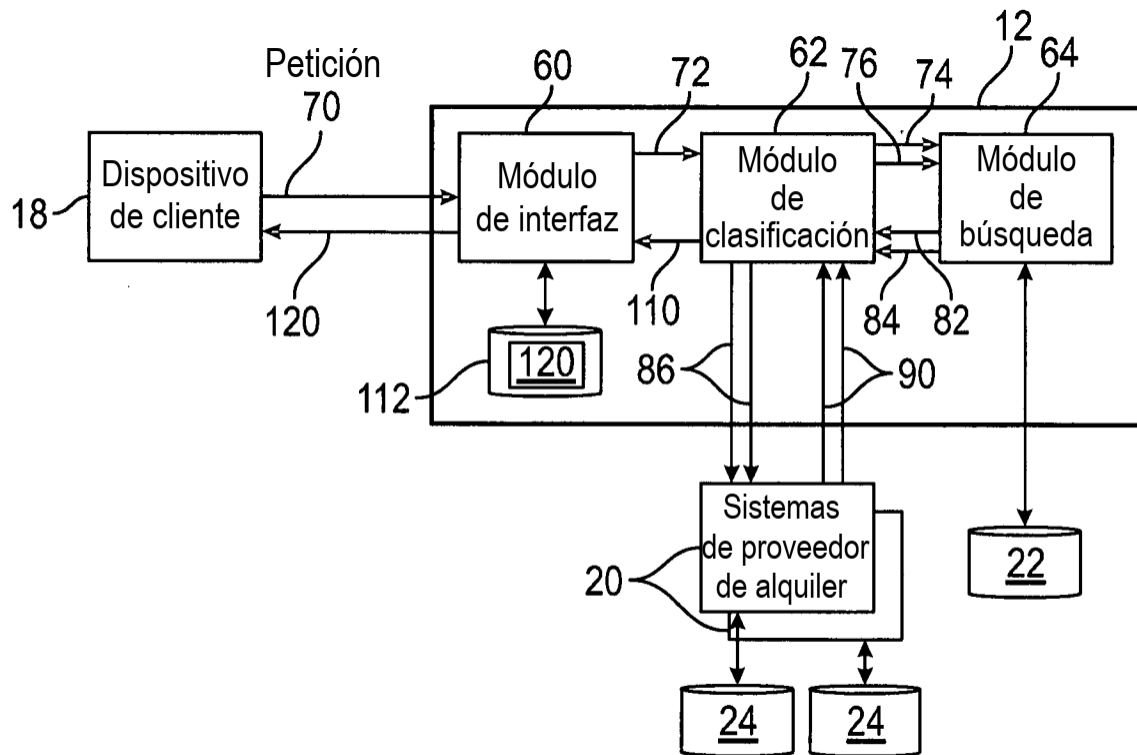 Petición
70
60
72
62
76
74
12
64
18
Dispositivo
de cliente
Módulo
de interfaz
Módulo
de
clasificación
Módulo
de
búsqueda
120
110
84
82
112
120
86
90
20
Sistemas
de proveedor
de alquiler
22
24
24